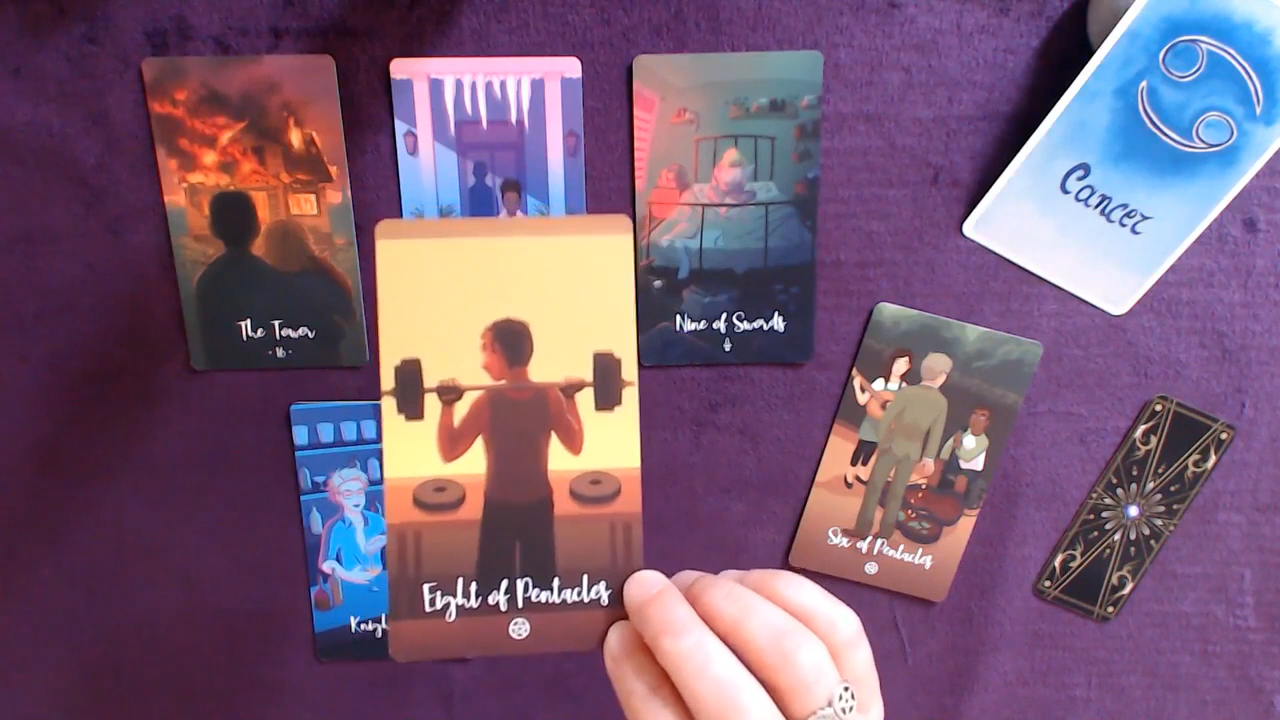 The Tower
· 16 ·
Nine of Swords
Cancer
Six of Pentacles
Eight of Pentacles